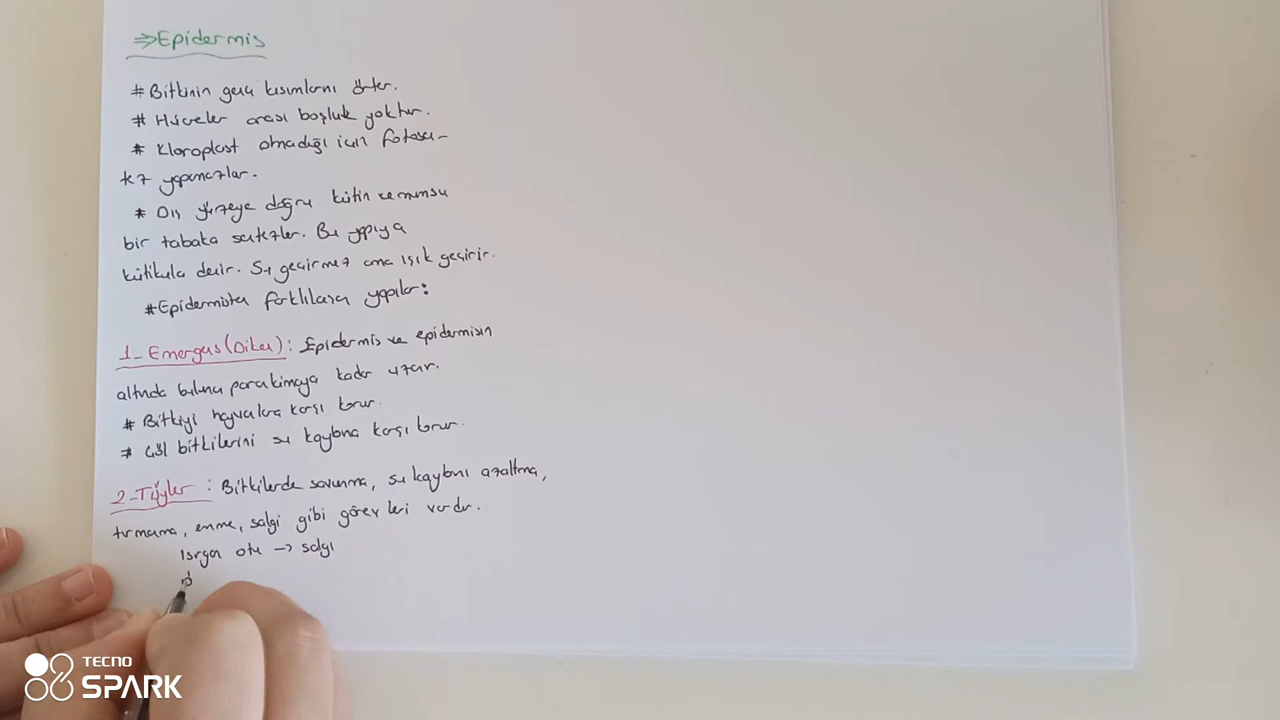 ⇒Epidermis
# Bitkinin genç kısımlarını örter.
# Hücreler arası boşluk yoktur.
* Kloroplast olmadığı için fotosen-
tez yapamazlar.
* Dış yüzeye doğru kütin ve mumsu
bir tabaka salgılar. Bu yapıya
kütikula denir. Su geçirmez ama ışık geçirir.
#Epidermisten farklılaşan yapılar:
1- Emergens (Diken) : Epidermis ve epidermisin
altında bulunan parankimaya kadar uzanır.
# Bitkiyi hayvanlara karşı korur.
# Çöl bitkilerini su kaybına karşı korur.
2-Tüyler : Bitkilerde savunma, su kaybını azaltma,
tırmanma, emme, salgı gibi görevleri vardır.
Isırgan otu → salgı
TECNO
SPARK